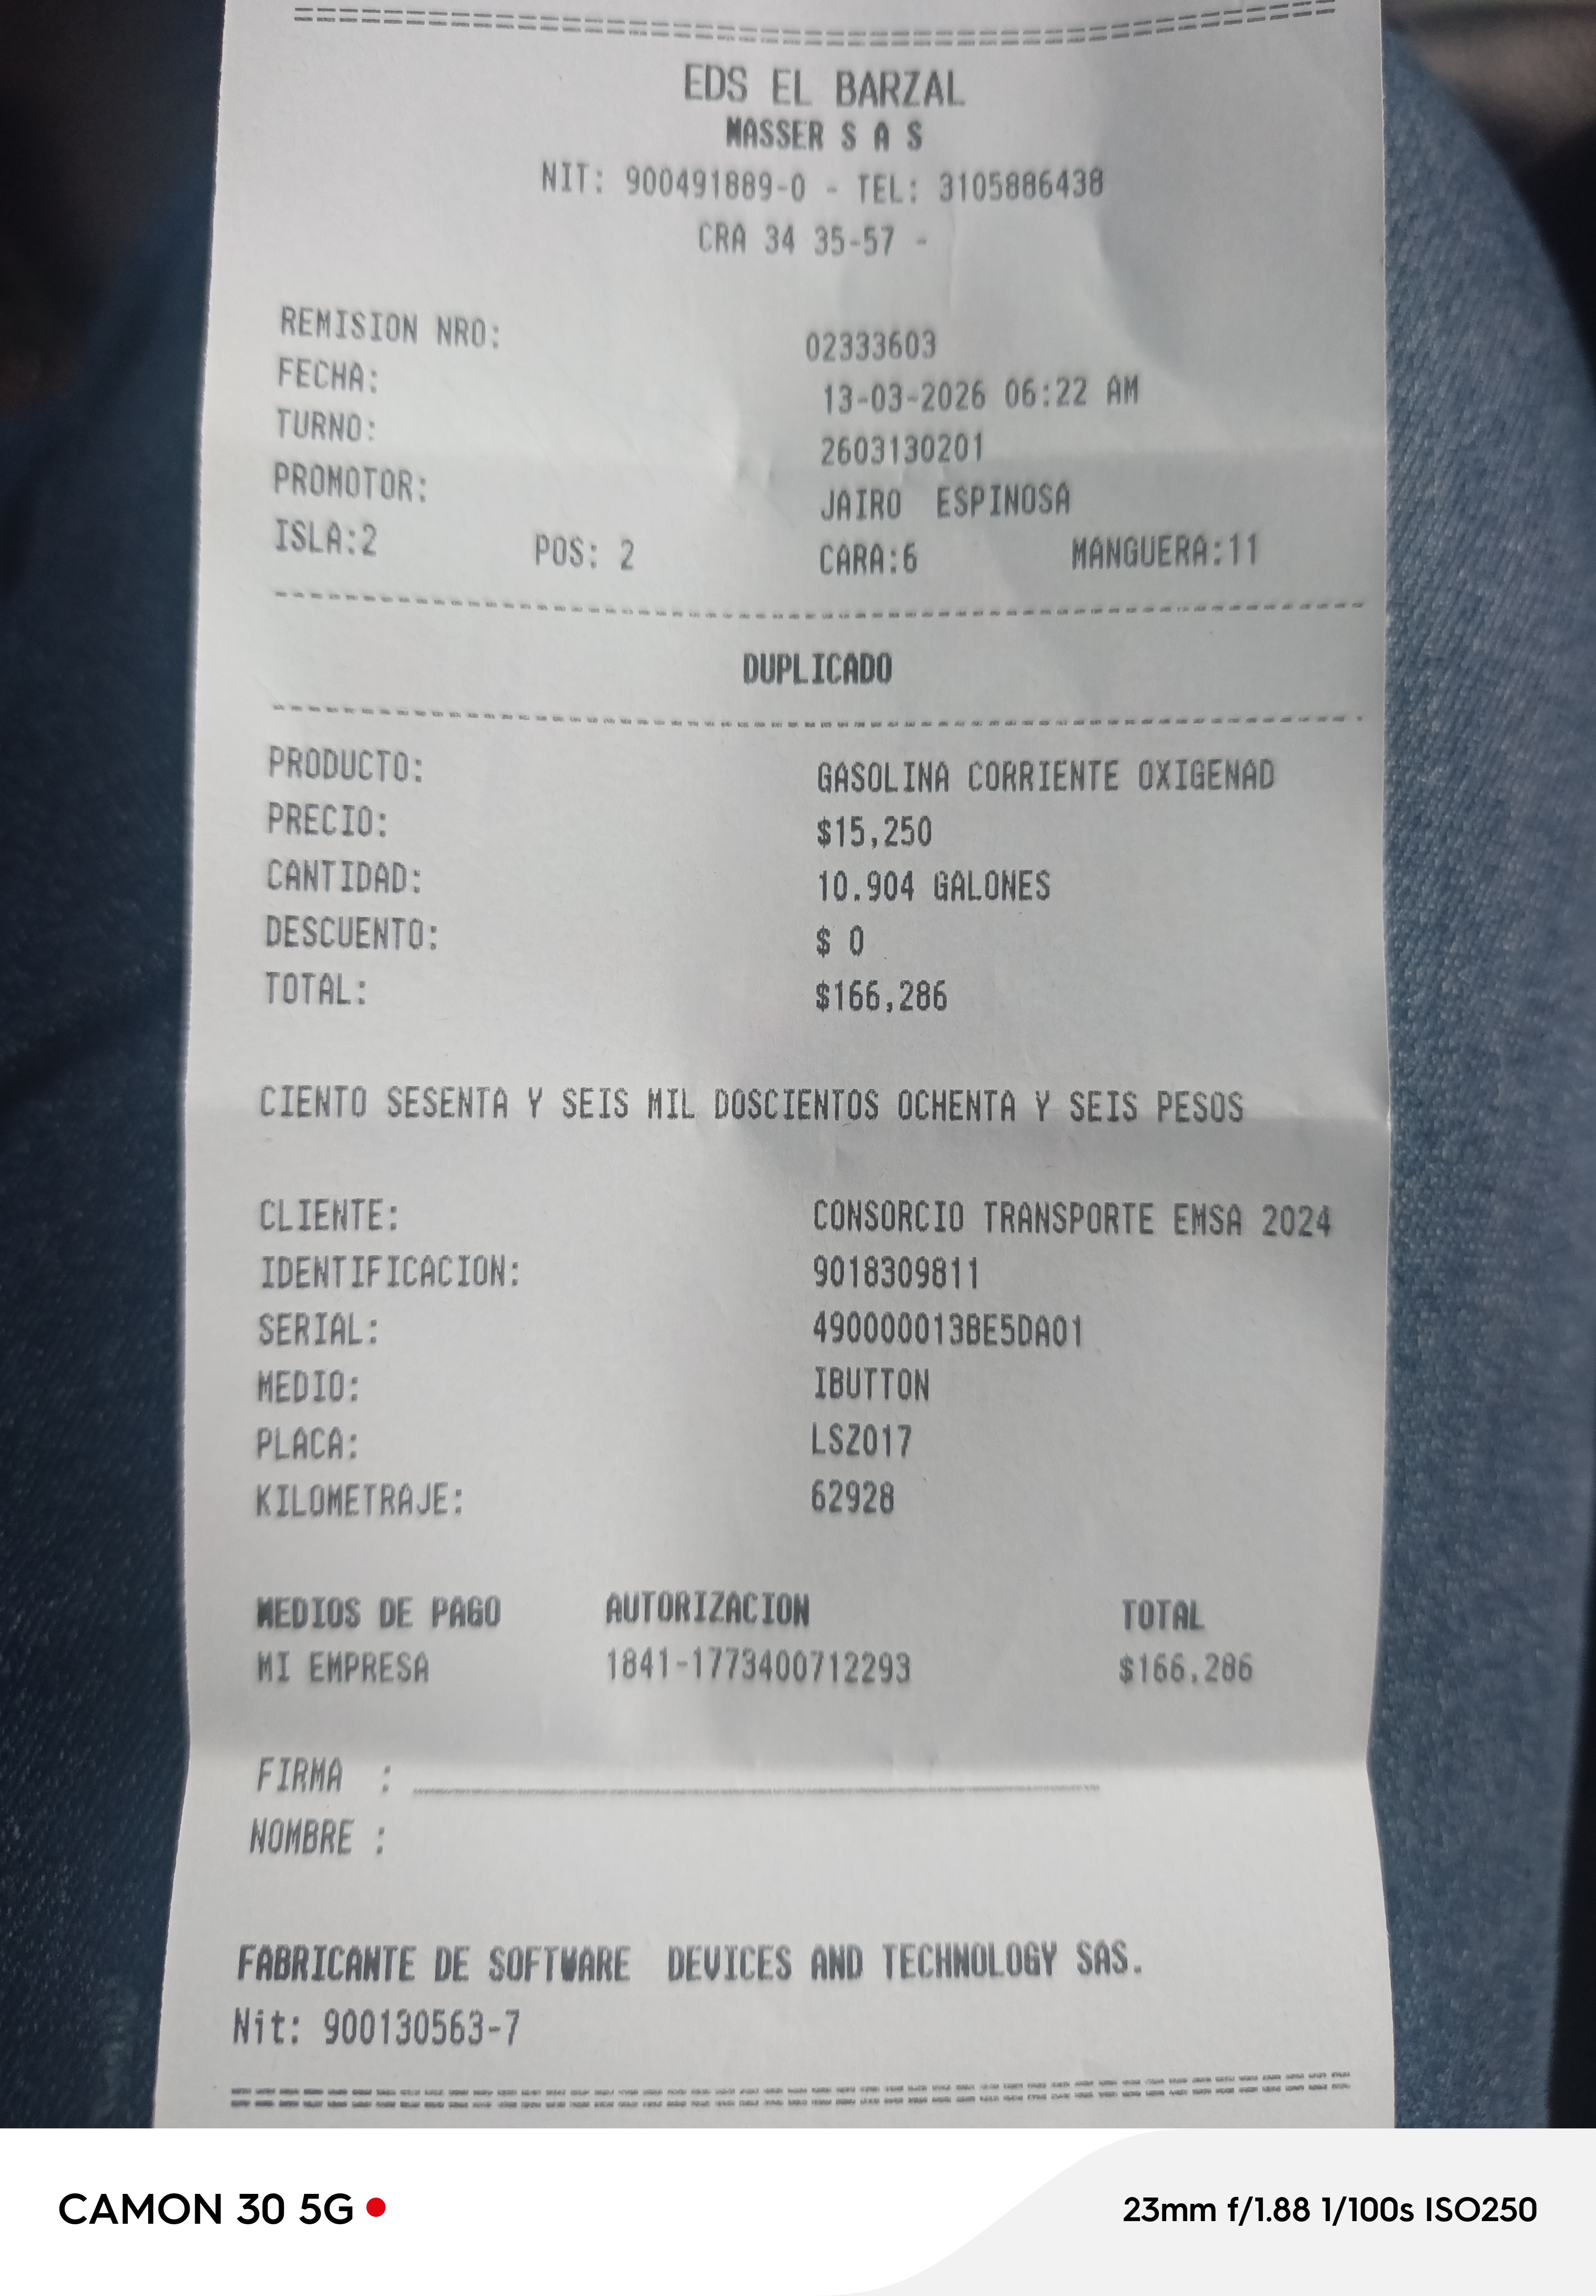 EDS EL BARZAL
MASSER S A S
NIT: 900491889-0 - TEL: 3105886438
CRA 34 35-57 -
REMISION NRO: 02333603
FECHA: 13-03-2026 06:22 AM
TURNO: 2603130201
PROMOTOR: JAIRO ESPINOSA
ISLA:2 POS: 2 CARA:6 MANGUERA:11
DUPLICADO
PRODUCTO: GASOLINA CORRIENTE OXIGENAD
PRECIO: $15,250
CANTIDAD: 10.904 GALONES
DESCUENTO: $ 0
TOTAL: $166,286
CIENTO SESENTA Y SEIS MIL DOSCIENTOS OCHENTA Y SEIS PESOS
CLIENTE: CONSORCIO TRANSPORTE EMSA 2024
IDENTIFICACION: 9018309811
SERIAL: 490000013BE5DA01
MEDIO: IBUTTON
PLACA: LSZ017
KILOMETRAJE: 62928
MEDIOS DE PAGO AUTORIZACION TOTAL
MI EMPRESA 1841-1773400712293 $166,286
FIRMA :
NOMBRE :
FABRICANTE DE SOFTWARE DEVICES AND TECHNOLOGY SAS.
Nit: 900130563-7
CAMON 30 5G
23mm f/1.88 1/100s ISO250